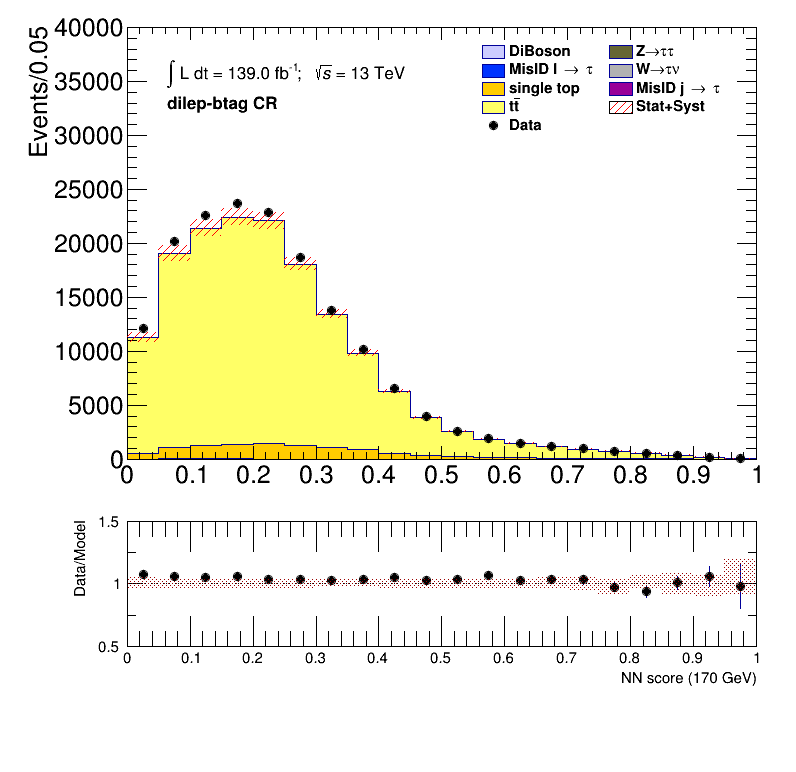 40000
35000
30000
25000
20000
15000
10000
5000
0
Events/0.05
∫ L dt = 139.0 fb⁻¹; √s = 13 TeV
dilep-btag CR
DiBoson
MisID l → τ
single top
tt̄
Data
Z→ττ
W→τν
MisID j → τ
Stat+Syst
0 0.1 0.2 0.3 0.4 0.5 0.6 0.7 0.8 0.9 1
1.5
1
0.5
Data/Model
0 0.1 0.2 0.3 0.4 0.5 0.6 0.7 0.8 0.9 1
NN score (170 GeV)